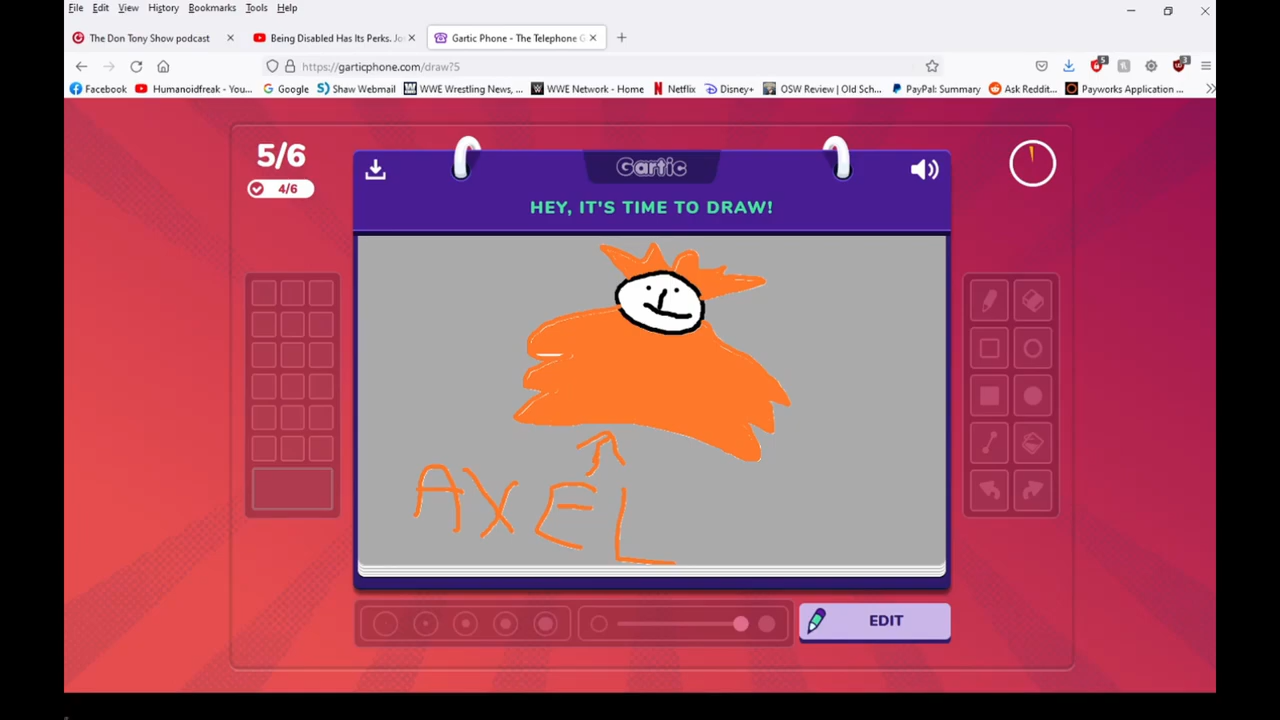 File Edit View History Bookmarks Tools Help
The Don Tony Show podcast
Being Disabled Has Its Perks. Jo
Gartic Phone - The Telephone G
https://garticphone.com/draw?5
5
3
Facebook
Humanoidfreak - You...
Google
Shaw Webmail
WWE Wrestling News, ...
WWE Network - Home
Netflix
Disney+
OSW Review | Old Sch...
PayPal: Summary
Ask Reddit...
Payworks Application ...
5/6
4/6
Gartic
HEY, IT'S TIME TO DRAW!
AXEL
EDIT